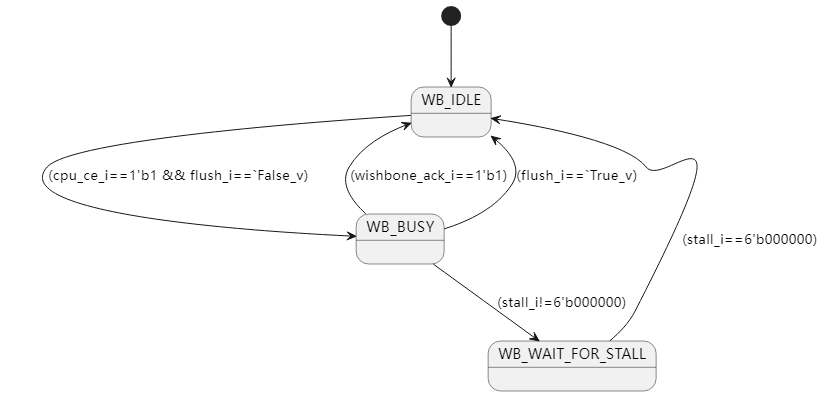 WB_IDLE
(cpu_ce_i==1'b1 && flush_i==`False_v)
(wishbone_ack_i==1'b1)
(flush_i==`True_v)
WB_BUSY
(stall_i==6'b000000)
(stall_i!=6'b000000)
WB_WAIT_FOR_STALL